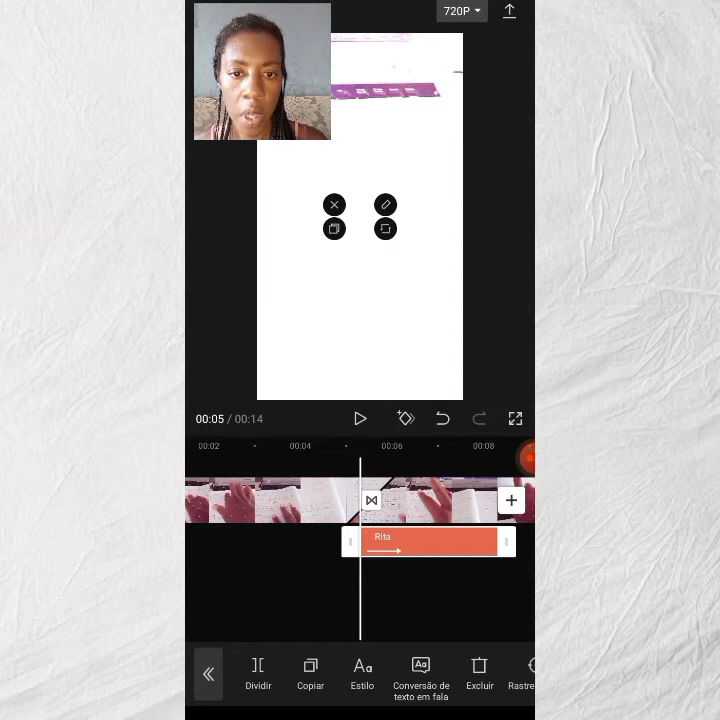 720P
00:05 / 00:14
00:02
00:04
00:06
00:08
Rita
Dividir
Copiar
Estilo
Conversão de
texto em fala
Excluir
Rastre